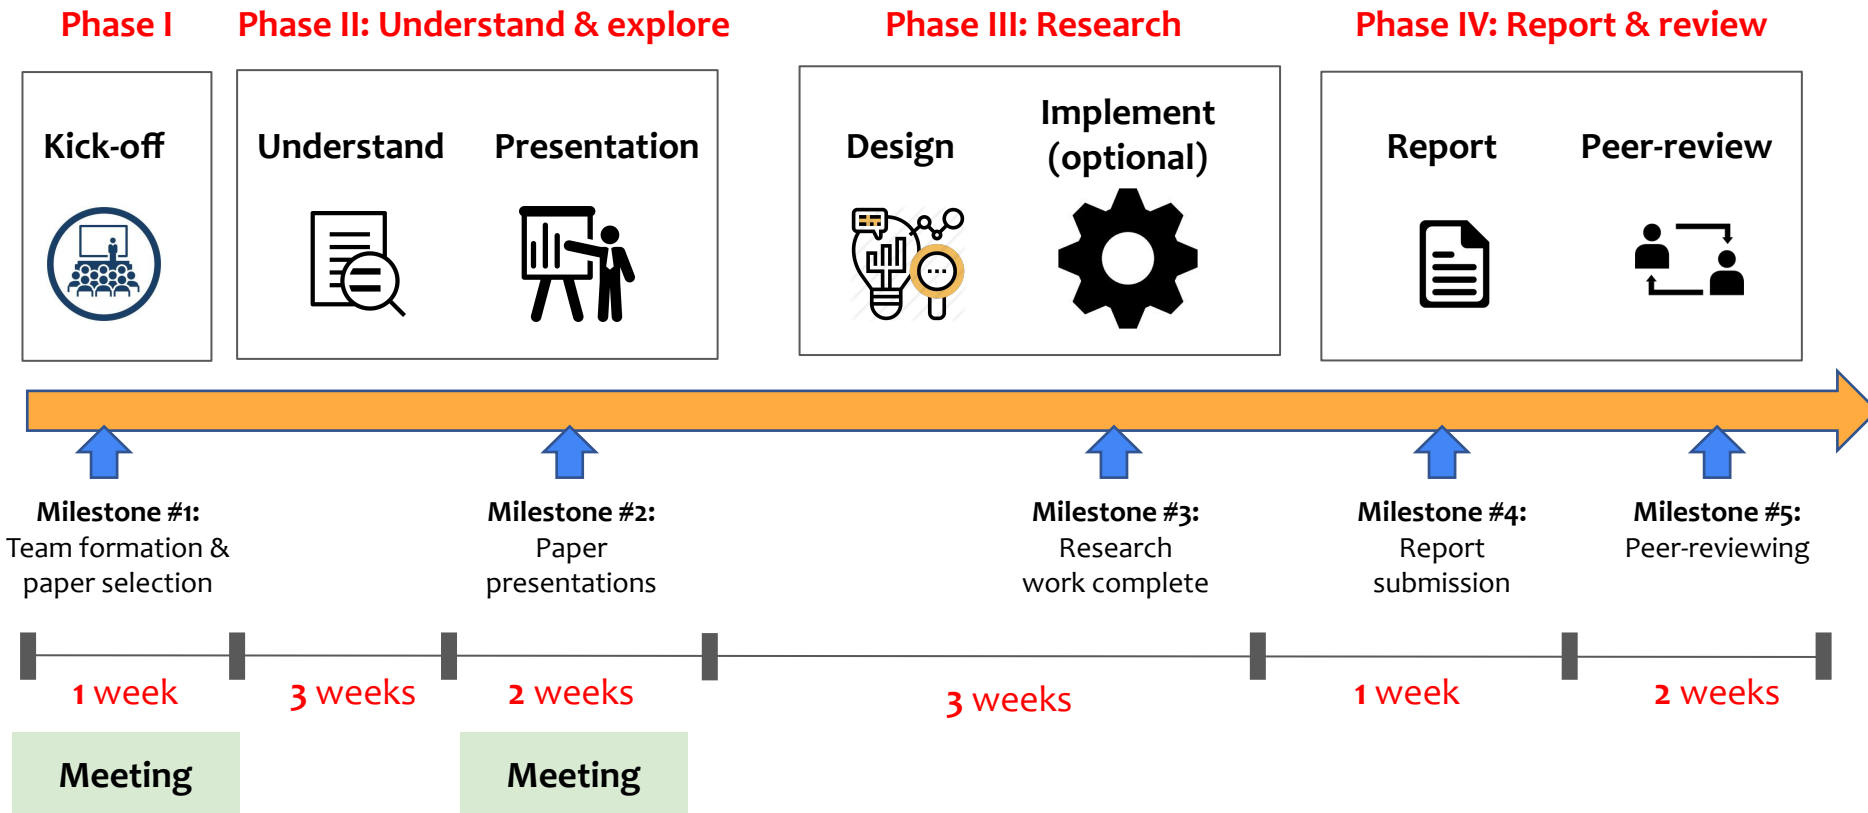 Phase I
Phase II: Understand & explore
Phase III: Research
Phase IV: Report & review
Kick-off
Understand
Presentation
Design
Implement
(optional)
Report
Peer-review
Milestone #1:
Team formation &
paper selection
Milestone #2:
Paper
presentations
Milestone #3:
Research
work complete
Milestone #4:
Report
submission
Milestone #5:
Peer-reviewing
1 week
3 weeks
2 weeks
3 weeks
1 week
2 weeks
Meeting
Meeting